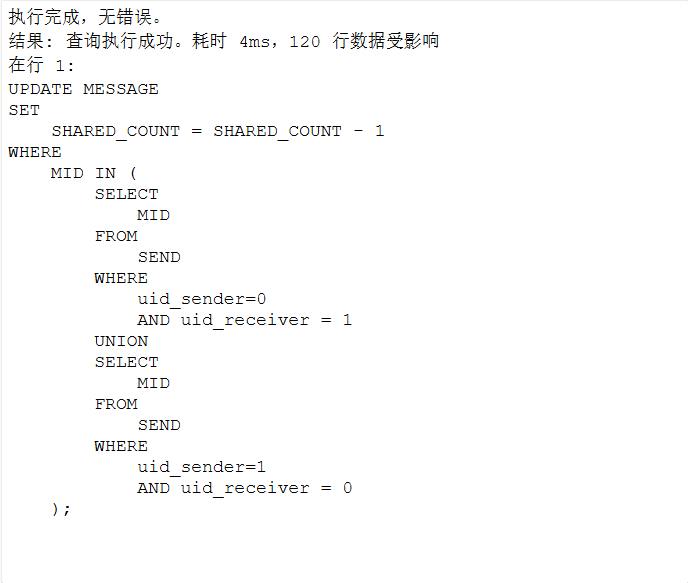 执行完成，无错误。
结果: 查询执行成功。耗时 4ms，120 行数据受影响
在行 1:
UPDATE MESSAGE
SET
    SHARED_COUNT = SHARED_COUNT - 1
WHERE
    MID IN (
        SELECT
            MID
        FROM
            SEND
        WHERE
            uid_sender=0
            AND uid_receiver = 1
        UNION
        SELECT
            MID
        FROM
            SEND
        WHERE
            uid_sender=1
            AND uid_receiver = 0
    );